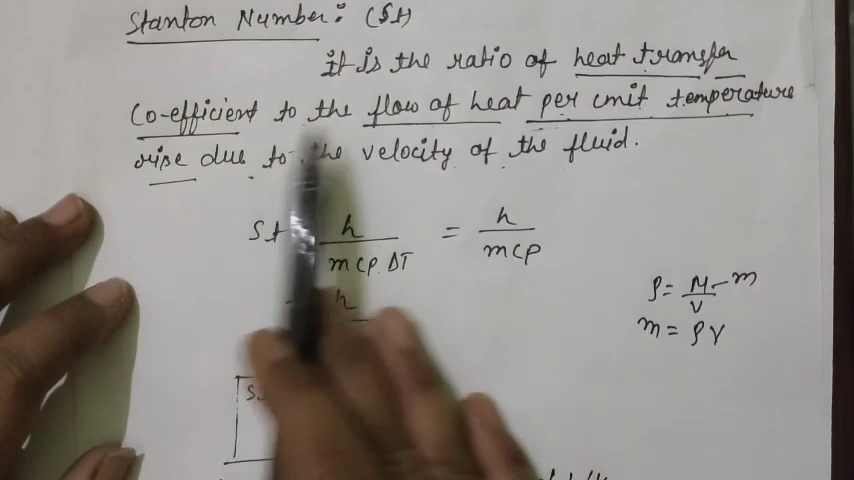 Stanton Number: (St)
it is the ratio of heat transfer
Co-efficient to the flow of heat per unit temperature
rise due to the velocity of the fluid.
St h/mCp.ΔT = h/mCp
h
ρ = M/V - m
m = ρV
S